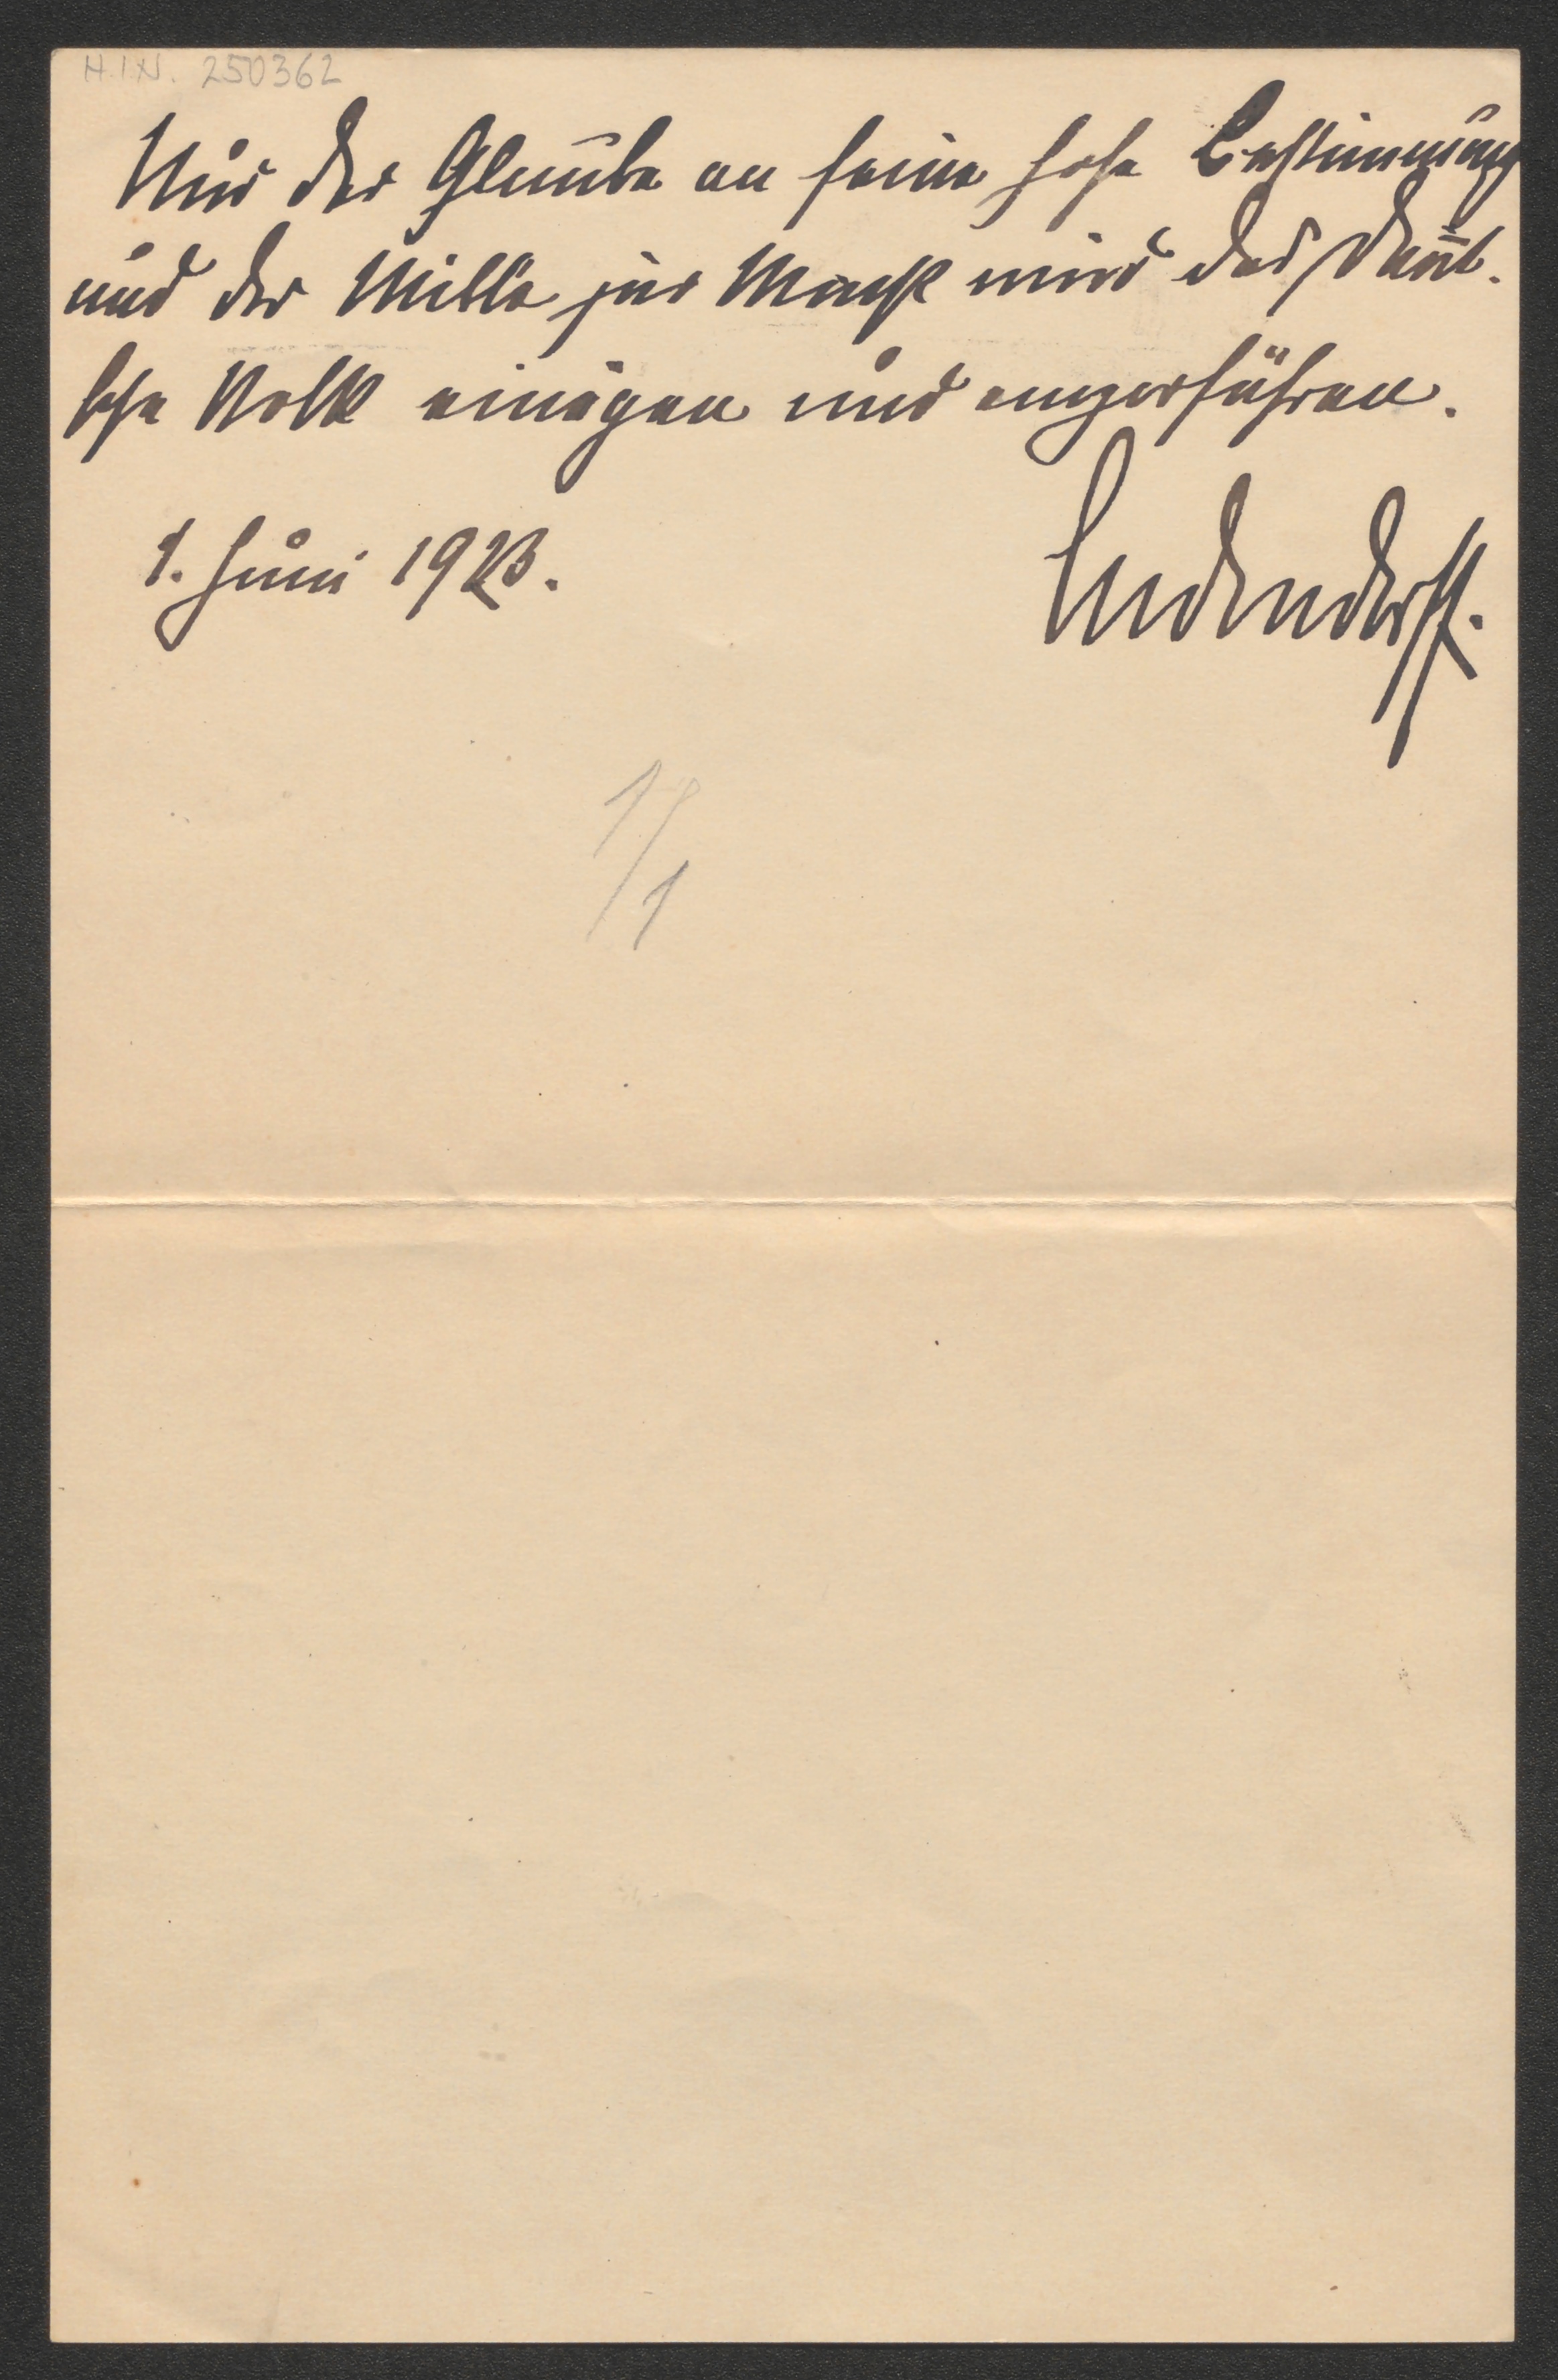 H.I.N. 250362
Nur der Glaube an seine hohe Bestimmung
und der Wille zur Macht wird das deut-
sche Volk einigen und emporführen.
1. Juni 1923.
Ludendorff.
1/1